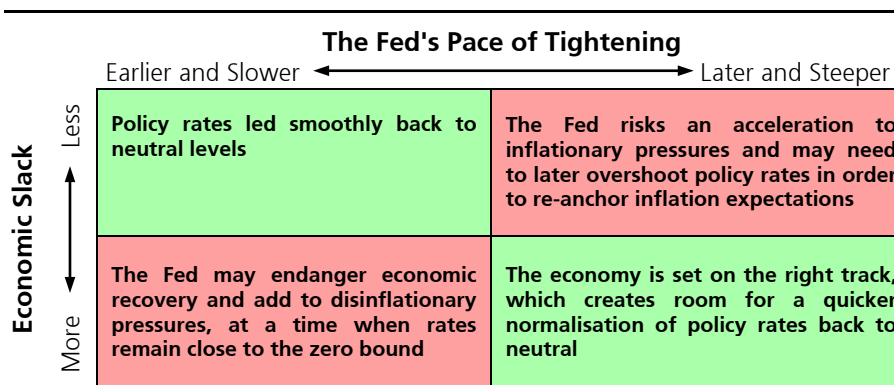 The Fed's Pace of Tightening
Earlier and Slower
Later and Steeper
Economic Slack
Less
More
Policy rates led smoothly back to
neutral levels
The Fed risks an acceleration to
inflationary pressures and may need
to later overshoot policy rates in order
to re-anchor inflation expectations
The Fed may endanger economic
recovery and add to disinflationary
pressures, at a time when rates
remain close to the zero bound
The economy is set on the right track,
which creates room for a quicker
normalisation of policy rates back to
neutral